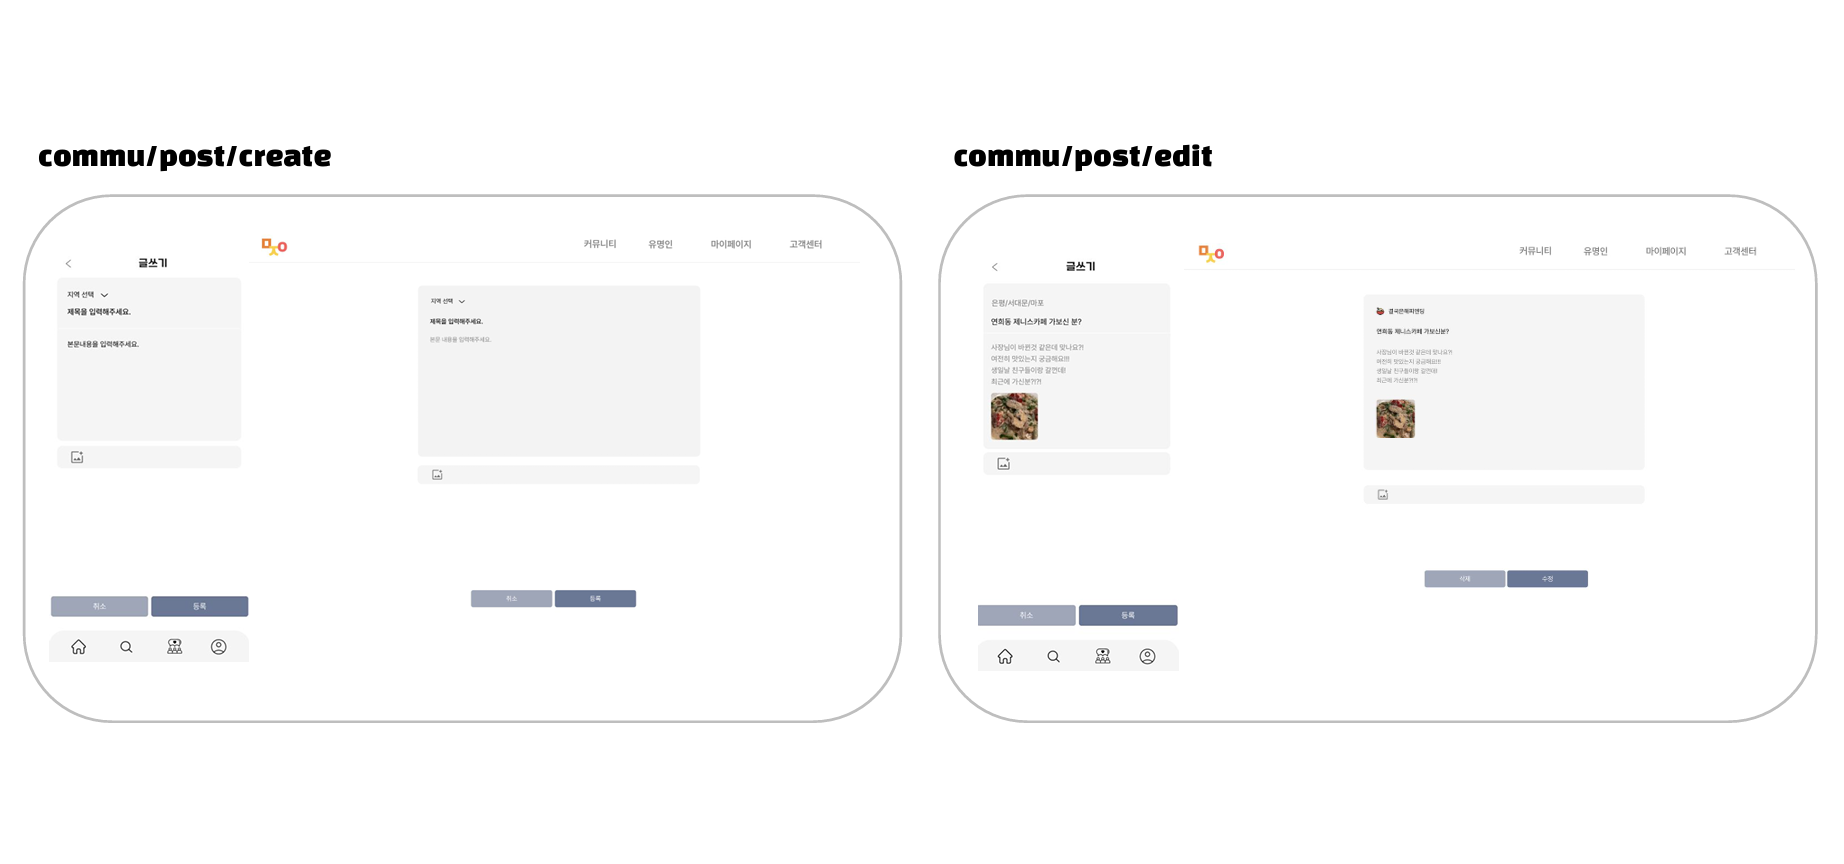 commu/post/create
글쓰기
지역 선택
제목을 입력해주세요.
본문내용을 입력해주세요.
취소
등록
커뮤니티
유명인
마이페이지
고객센터
지역 선택
제목을 입력해주세요.
본문 내용을 입력해주세요.
취소
등록
commu/post/edit
글쓰기
은평/서대문/마포
연희동 제니스카페 가보신 분?
사장님이 바뀐것 같은데 맞나요?!
여전히 맛있는지 궁금해요!!!
생일날 친구들이랑 갈껀데!
최근에 가신분?!?!
취소
등록
커뮤니티
유명인
마이페이지
고객센터
결국은해피엔딩
연희동 제니스카페 가보신분?
사장님이 바뀐것 같은데 맞나요?!
여전히 맛있는지 궁금해요!!!
생일날 친구들이랑 갈껀데!
최근에 가신분?!?!
삭제
수정